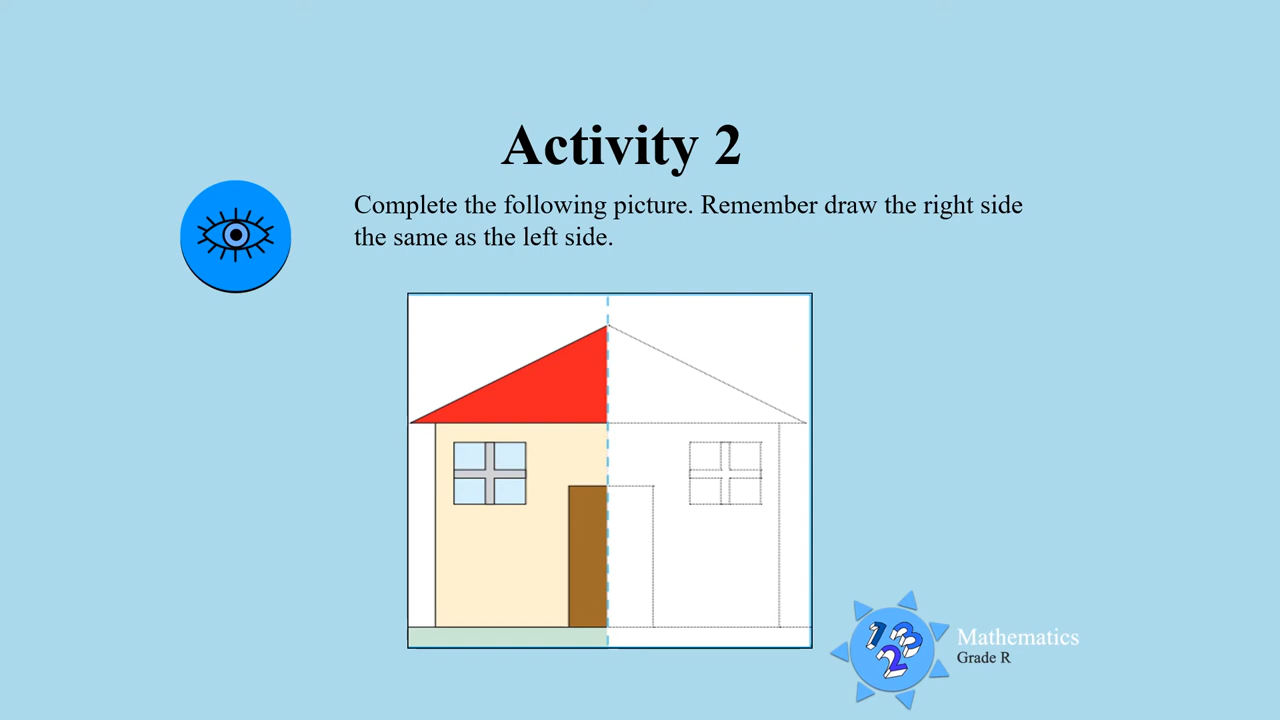 Activity 2
Complete the following picture. Remember draw the right side
the same as the left side.
123
Mathematics
Grade R